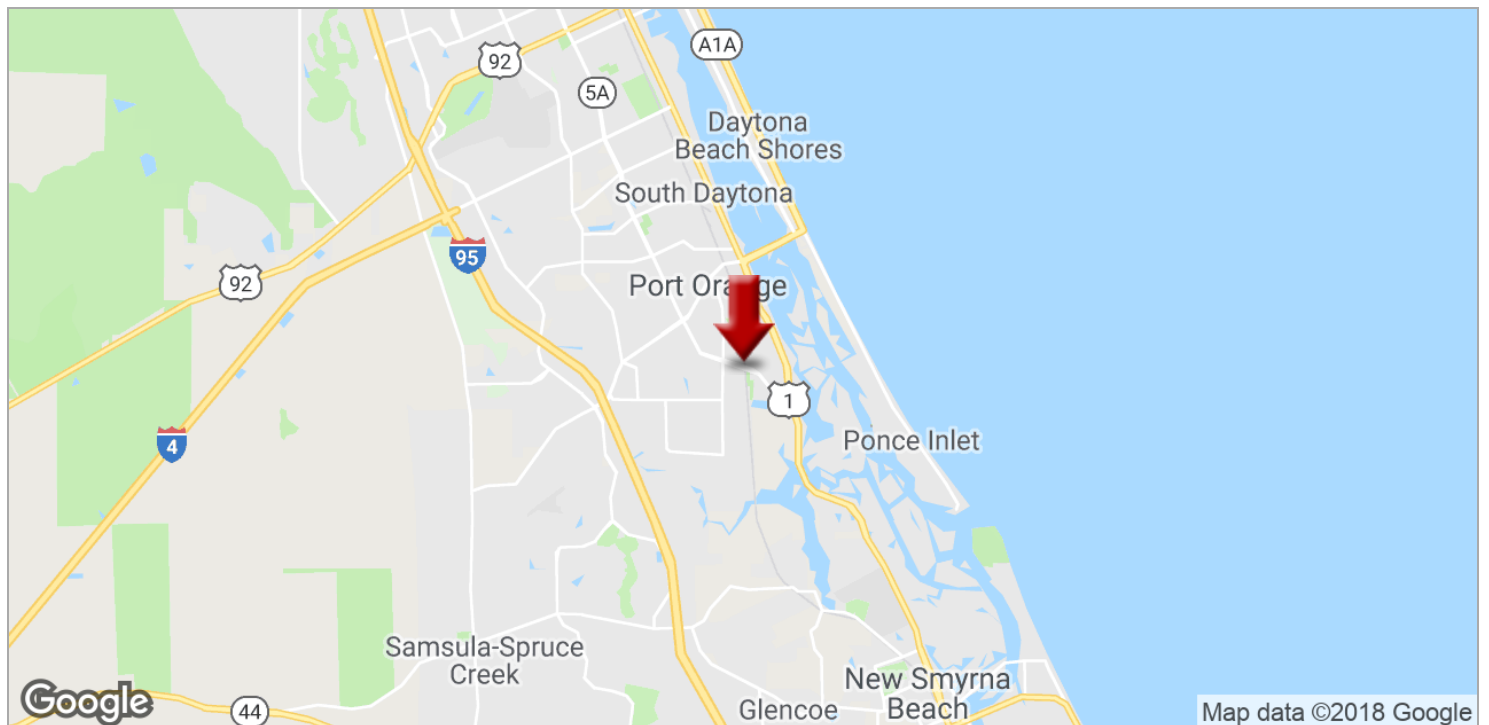 A1A
92
5A
Daytona
Beach Shores
South Daytona
95
92
Port Orange
1
4
Ponce Inlet
Samsula-Spruce
Creek
New Smyrna
Beach
Glencoe
44
Google
Map data ©2018 Google